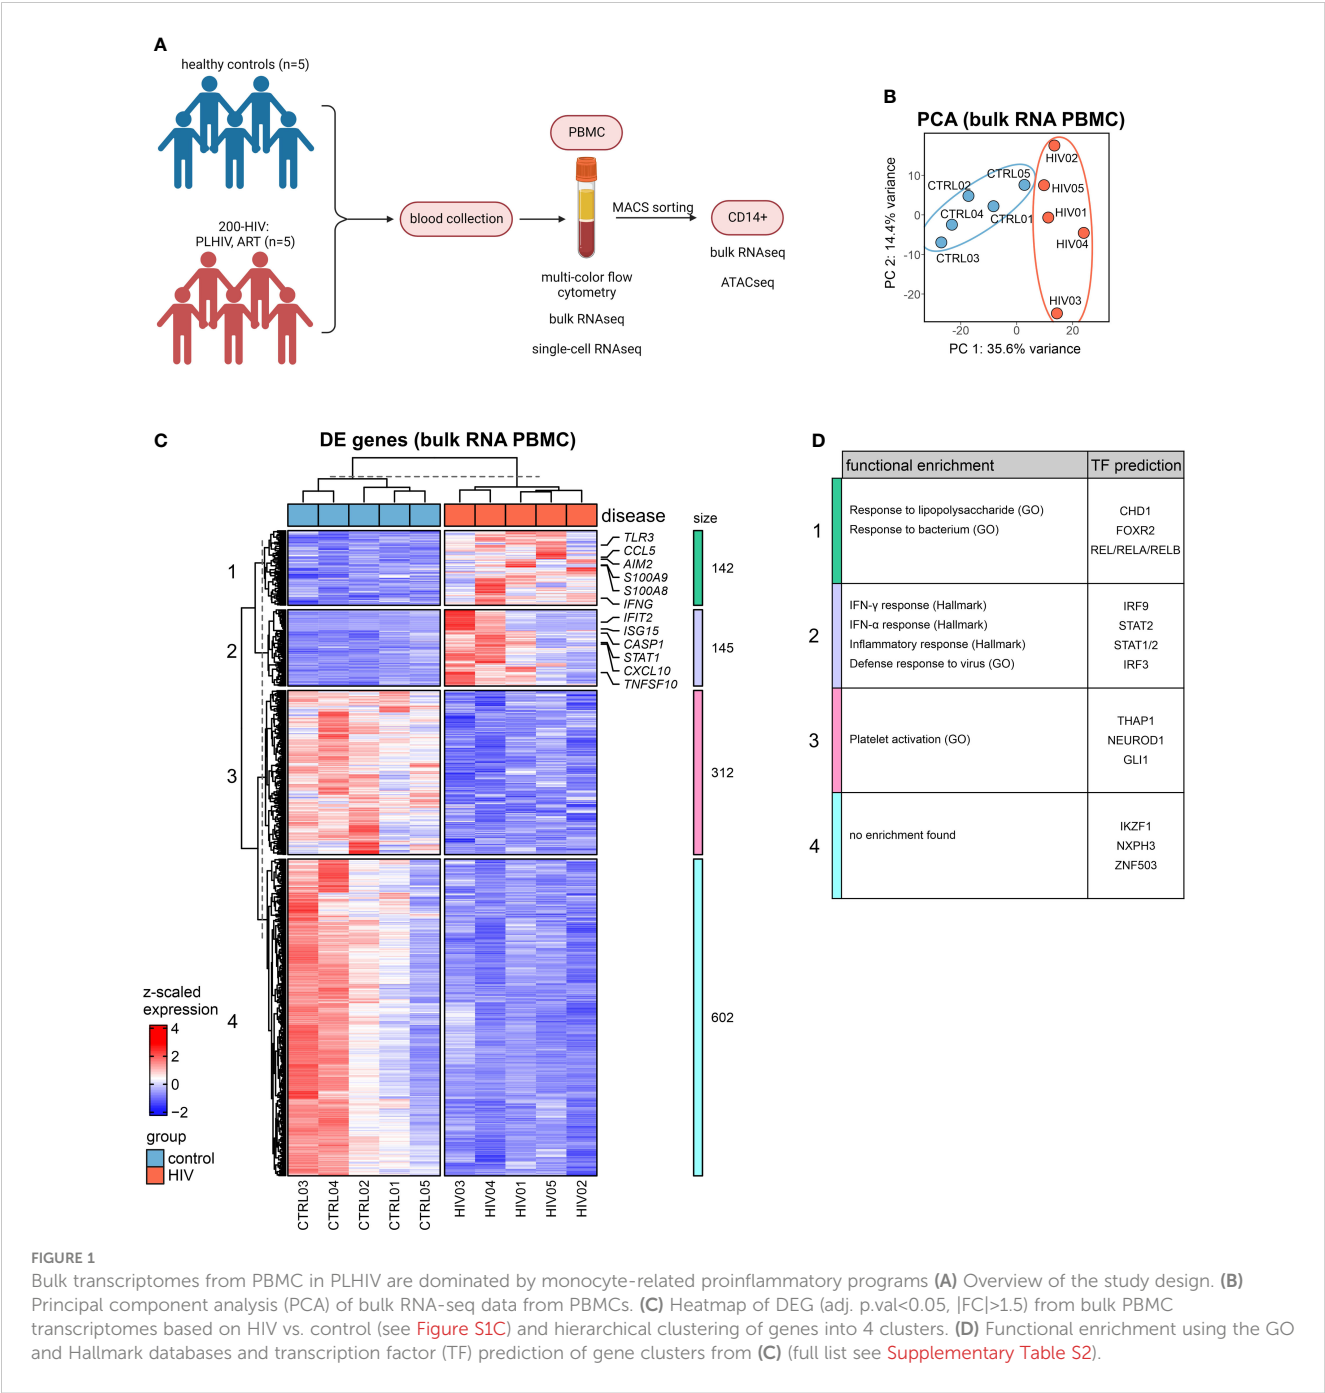 A
healthy controls (n=5)
200-HIV:
PLHIV, ART (n=5)
blood collection
PBMC
multi-color flow
cytometry
bulk RNAseq
single-cell RNAseq
MACS sorting
CD14+
bulk RNAseq
ATACseq
B
PCA (bulk RNA PBMC)
PC 2: 14.4% variance
10
0
-10
-20
HIV02
CTRL05
CTRL02
HIV05
CTRL04
CTRL01
HIV01
HIV04
CTRL03
HIV03
-20
0
20
PC 1: 35.6% variance
C
DE genes (bulk RNA PBMC)
disease
size
1
2
3
4
TLR3
CCL5
AIM2
S100A9
S100A8
IFNG
IFIT2
ISG15
CASP1
STAT1
CXCL10
TNFSF10
142
145
312
602
z-scaled
expression
4
2
0
−2
group
control
HIV
CTRL03
CTRL04
CTRL02
CTRL01
CTRL05
HIV03
HIV04
HIV01
HIV05
HIV02
D
functional enrichment
TF prediction
1
Response to lipopolysaccharide (GO)
Response to bacterium (GO)
CHD1
FOXR2
REL/RELA/RELB
2
IFN-γ response (Hallmark)
IFN-α response (Hallmark)
Inflammatory response (Hallmark)
Defense response to virus (GO)
IRF9
STAT2
STAT1/2
IRF3
3
Platelet activation (GO)
THAP1
NEUROD1
GLI1
4
no enrichment found
IKZF1
NXPH3
ZNF503
FIGURE 1
Bulk transcriptomes from PBMC in PLHIV are dominated by monocyte-related proinflammatory programs (A) Overview of the study design. (B)
Principal component analysis (PCA) of bulk RNA-seq data from PBMCs. (C) Heatmap of DEG (adj. p.val<0.05, |FC|>1.5) from bulk PBMC
transcriptomes based on HIV vs. control (see Figure S1C) and hierarchical clustering of genes into 4 clusters. (D) Functional enrichment using the GO
and Hallmark databases and transcription factor (TF) prediction of gene clusters from (C) (full list see Supplementary Table S2).